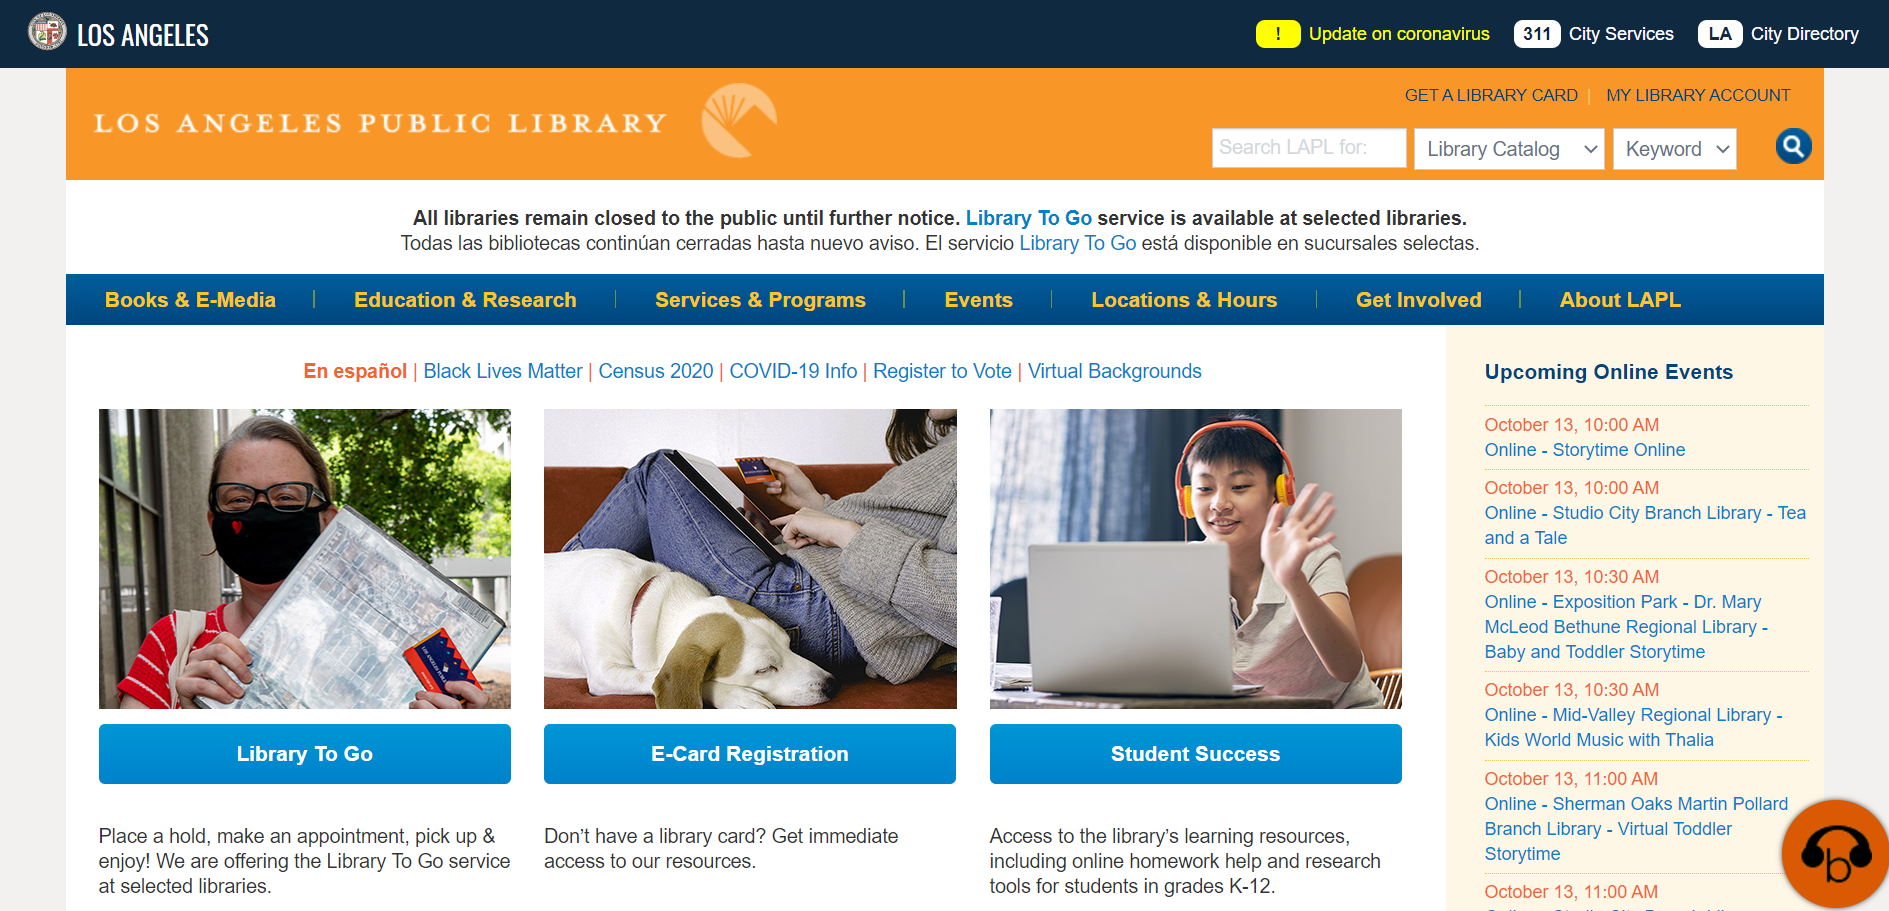 LOS ANGELES
! Update on coronavirus
311 City Services
LA City Directory
LOS ANGELES PUBLIC LIBRARY
GET A LIBRARY CARD | MY LIBRARY ACCOUNT
Search LAPL for:
Library Catalog
Keyword
All libraries remain closed to the public until further notice. Library To Go service is available at selected libraries.
Todas las bibliotecas continúan cerradas hasta nuevo aviso. El servicio Library To Go está disponible en sucursales selectas.
Books & E-Media | Education & Research | Services & Programs | Events | Locations & Hours | Get Involved | About LAPL
En español | Black Lives Matter | Census 2020 | COVID-19 Info | Register to Vote | Virtual Backgrounds
Library To Go
Place a hold, make an appointment, pick up &
enjoy! We are offering the Library To Go service
at selected libraries.
E-Card Registration
Don’t have a library card? Get immediate
access to our resources.
Student Success
Access to the library’s learning resources,
including online homework help and research
tools for students in grades K-12.
Upcoming Online Events
October 13, 10:00 AM
Online - Storytime Online
October 13, 10:00 AM
Online - Studio City Branch Library - Tea
and a Tale
October 13, 10:30 AM
Online - Exposition Park - Dr. Mary
McLeod Bethune Regional Library -
Baby and Toddler Storytime
October 13, 10:30 AM
Online - Mid-Valley Regional Library -
Kids World Music with Thalia
October 13, 11:00 AM
Online - Sherman Oaks Martin Pollard
Branch Library - Virtual Toddler
Storytime
October 13, 11:00 AM
b